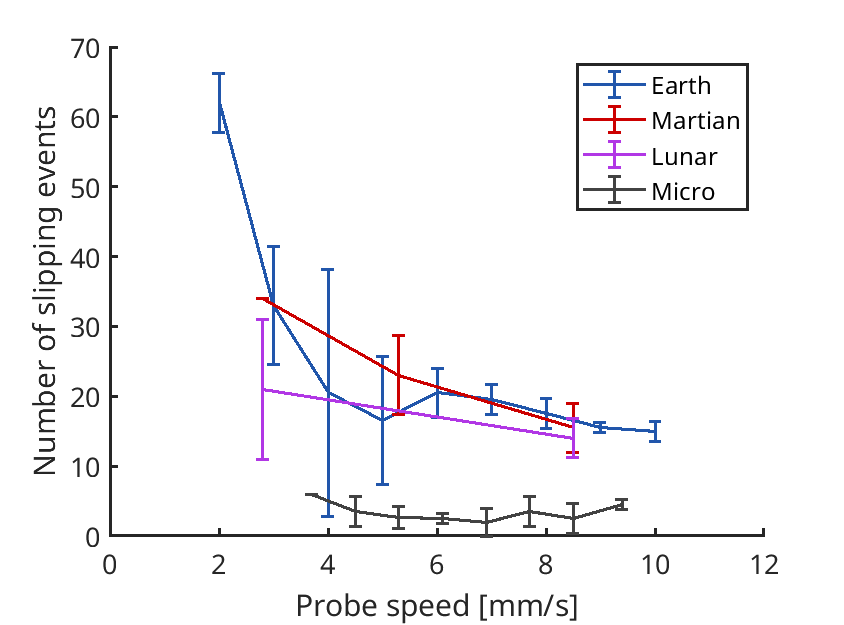 70
60
50
40
30
20
10
0
Number of slipping events
Earth
Martian
Lunar
Micro
0 2 4 6 8 10 12
Probe speed [mm/s]